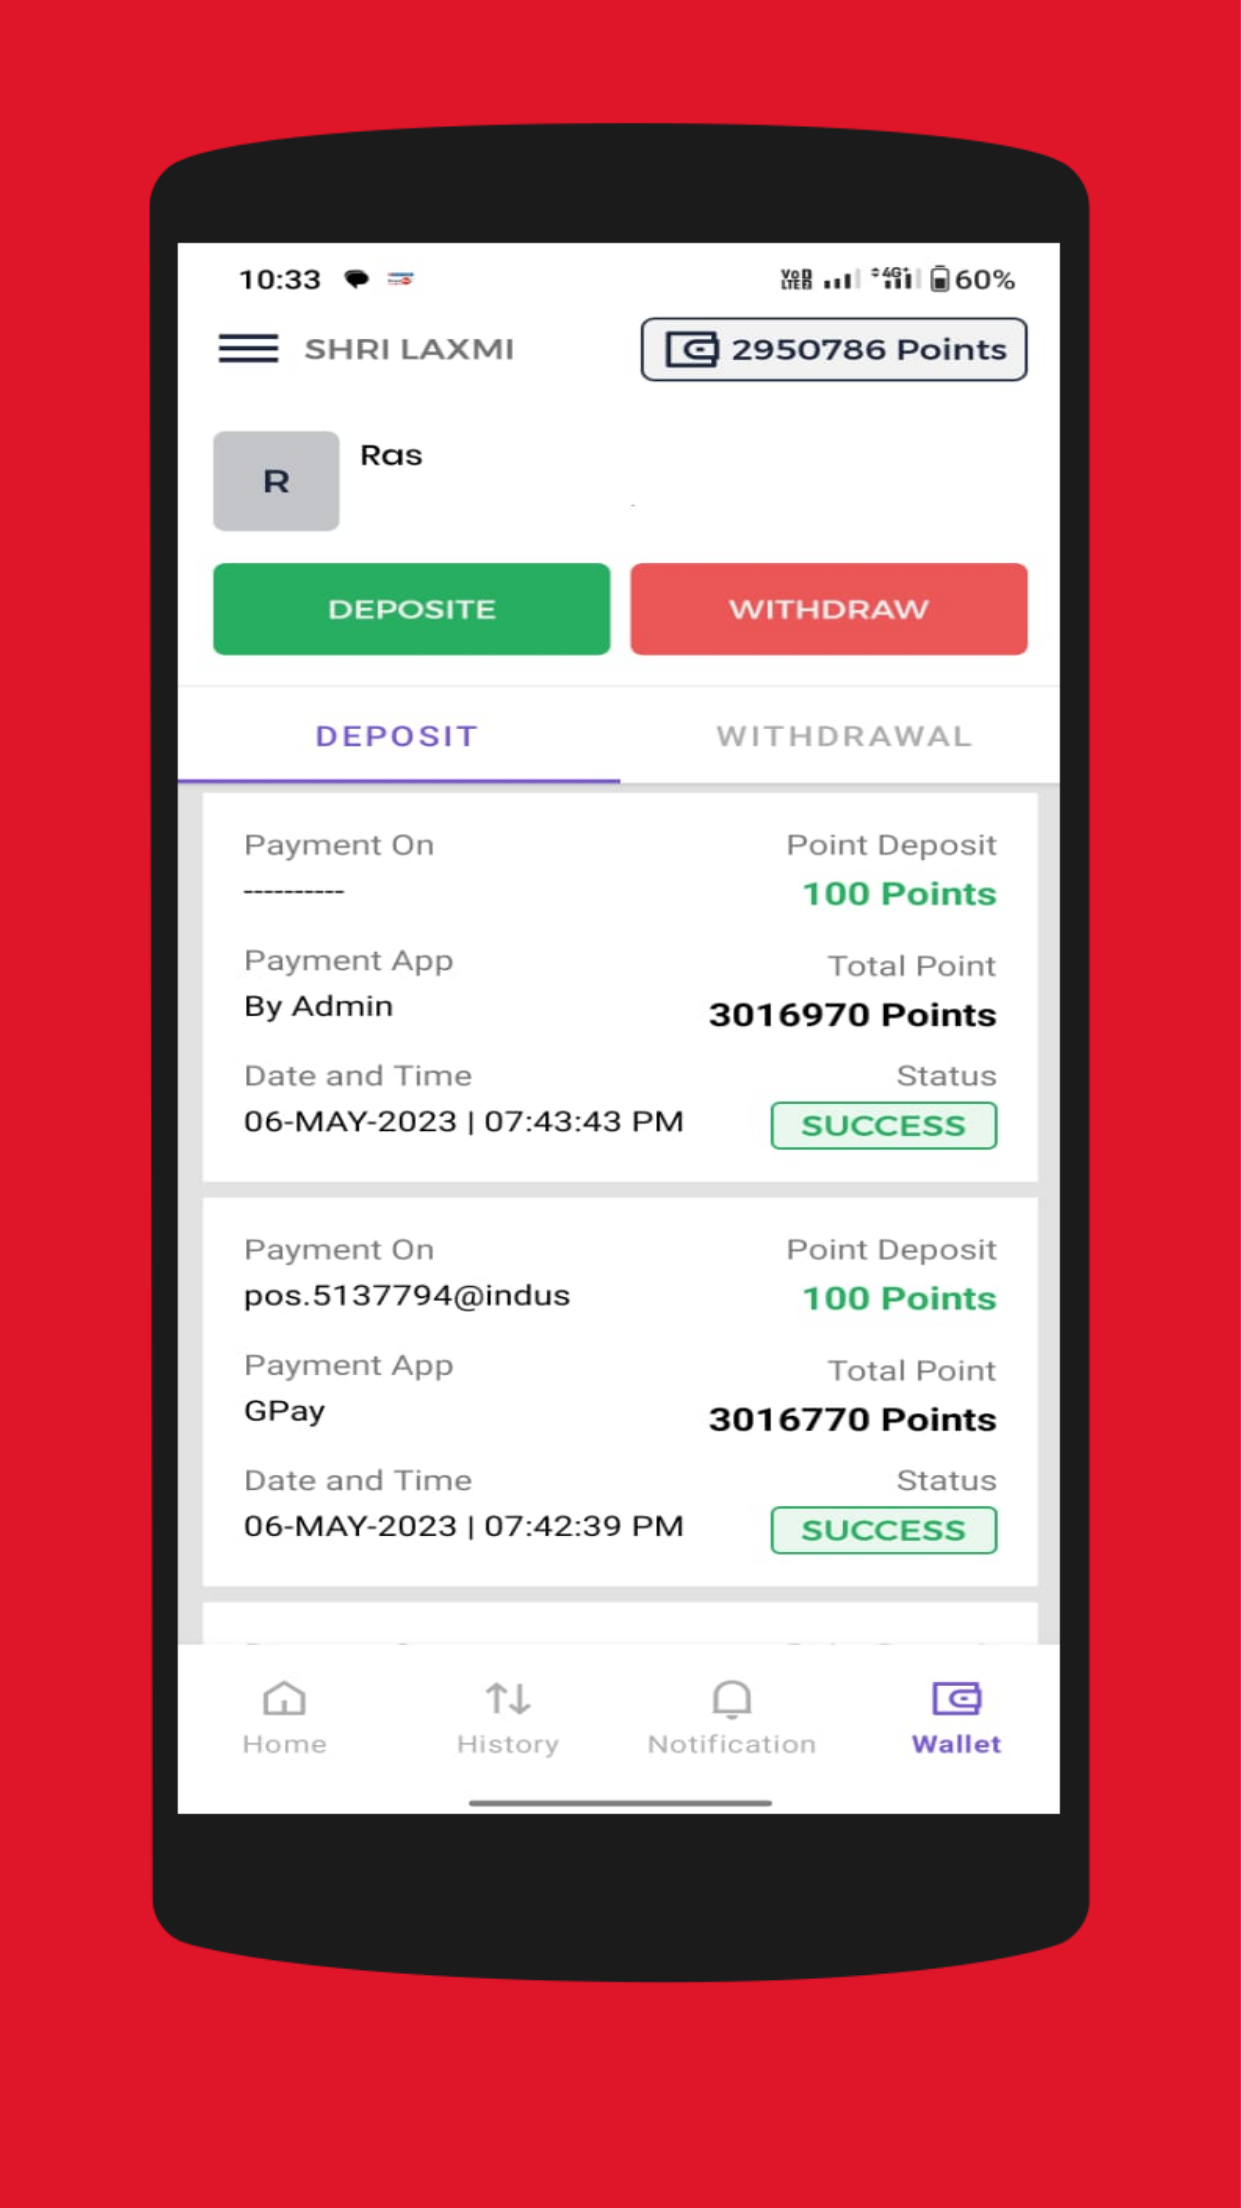 10:33 60%
SHRI LAXMI 2950786 Points
R Ras
DEPOSITE WITHDRAW
DEPOSIT WITHDRAWAL
Payment On Point Deposit
---------- 100 Points
Payment App Total Point
By Admin 3016970 Points
Date and Time Status
06-MAY-2023 | 07:43:43 PM SUCCESS
Payment On Point Deposit
pos.5137794@indus 100 Points
Payment App Total Point
GPay 3016770 Points
Date and Time Status
06-MAY-2023 | 07:42:39 PM SUCCESS
Home History Notification Wallet